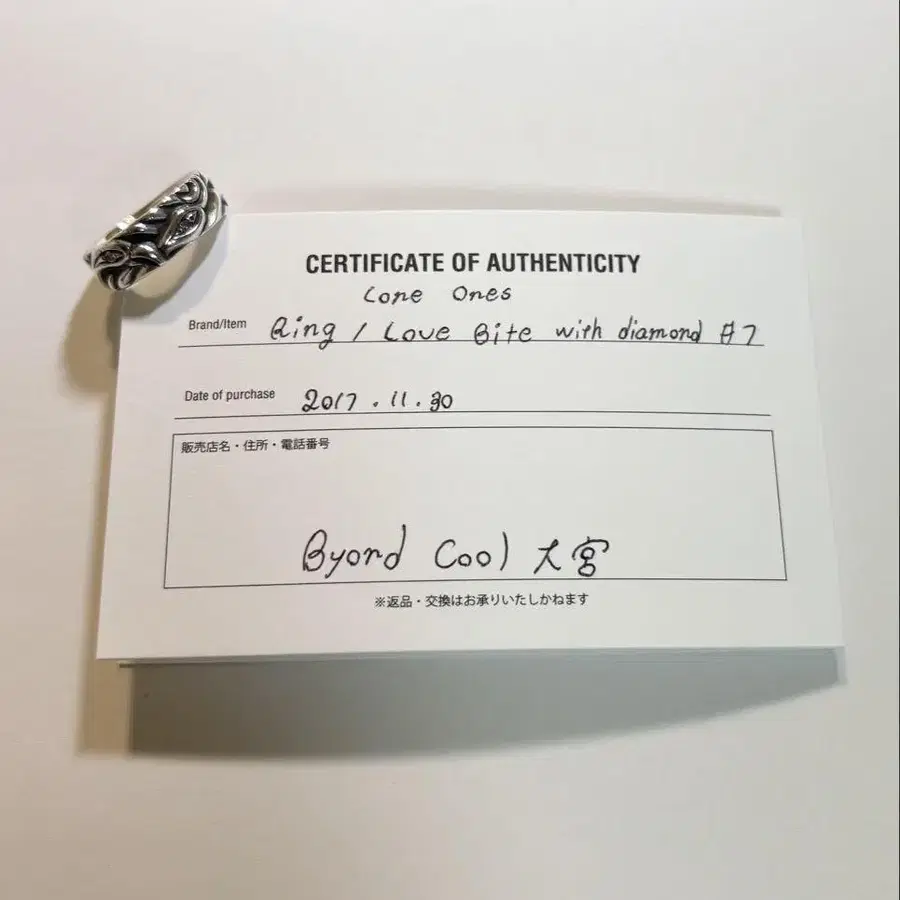 CERTIFICATE OF AUTHENTICITY
Lone Ones
Brand/Item Ring / Love Bite with diamond #7
Date of purchase 2017.11.30
販売店名・住所・電話番号
Byond Cool 大宮
※返品・交換はお承りいたしかねます